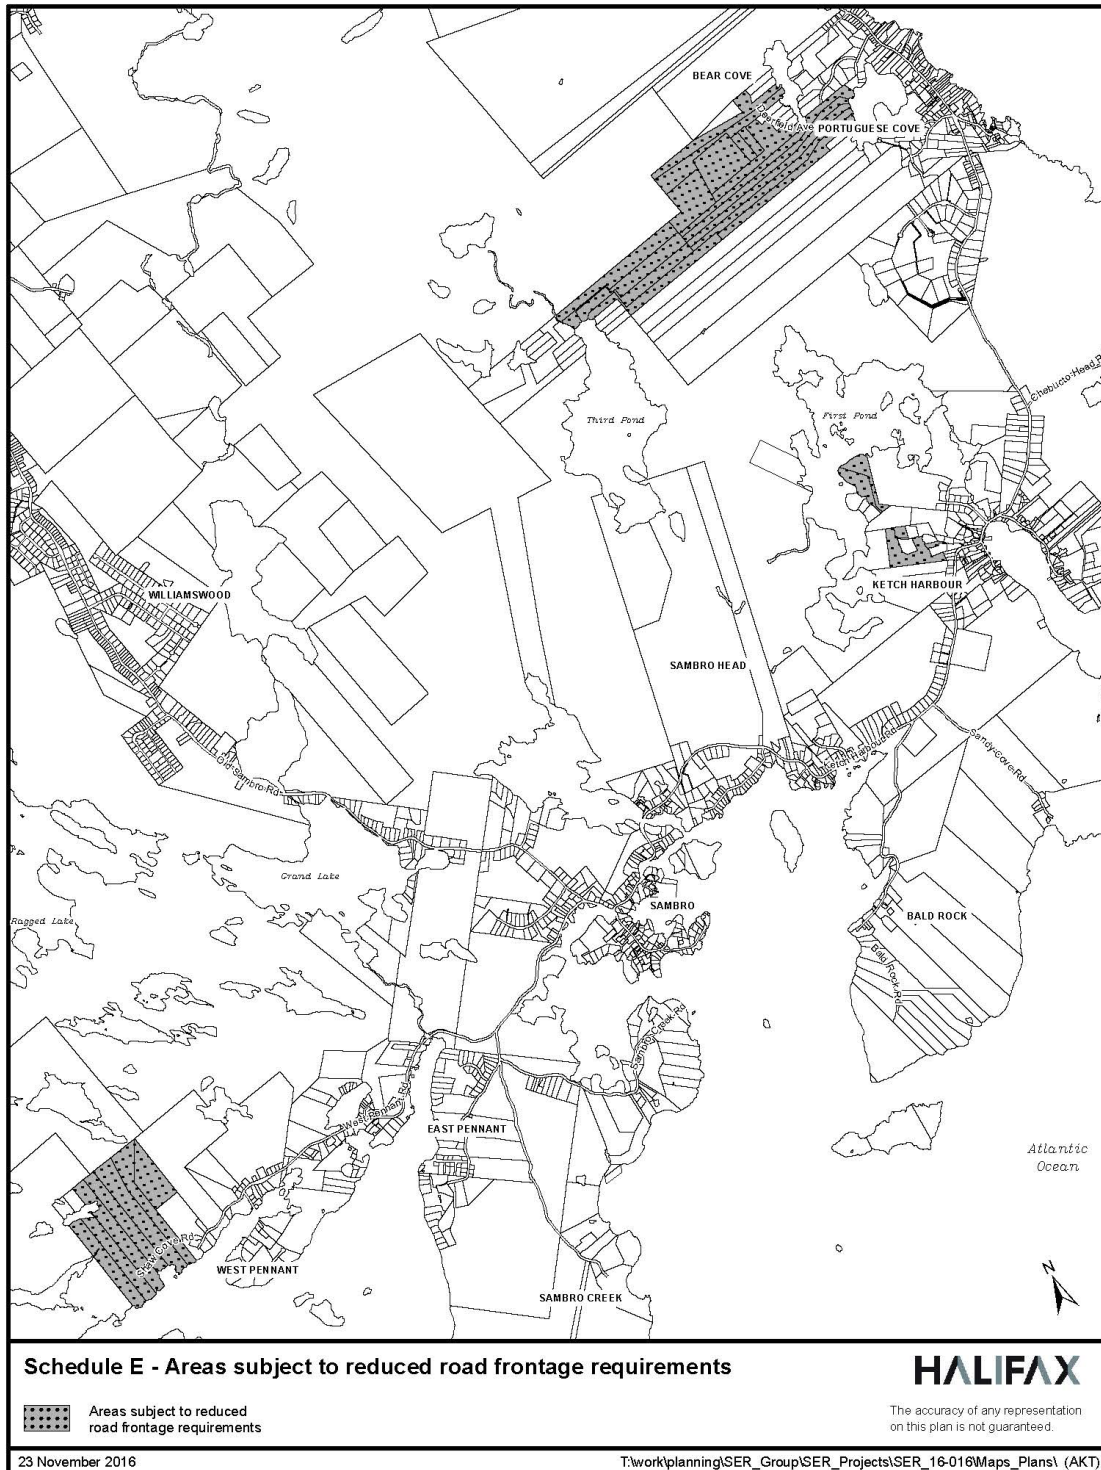 BEAR COVE
Deerfield Ave
PORTUGUESE COVE
Chebucto Head R
Third Pond
First Pond
KETCH HARBOUR
WILLIAMSWOOD
SAMBRO HEAD
Ketch Harbour Rd
Sandy Cove Rd
Old Sambro Rd
Grand Lake
Ragged Lake
SAMBRO
BALD ROCK
Bald Rock Rd
Sambro Creek Rd
West Pennant Rd
EAST PENNANT
Atlantic
Ocean
Shaw Cove Rd
WEST PENNANT
SAMBRO CREEK
N
Schedule E - Areas subject to reduced road frontage requirements
HALIFAX
Areas subject to reduced
road frontage requirements
The accuracy of any representation
on this plan is not guaranteed.
23 November 2016
T:\work\planning\SER_Group\SER_Projects\SER_16-016\Maps_Plans\ (AKT)